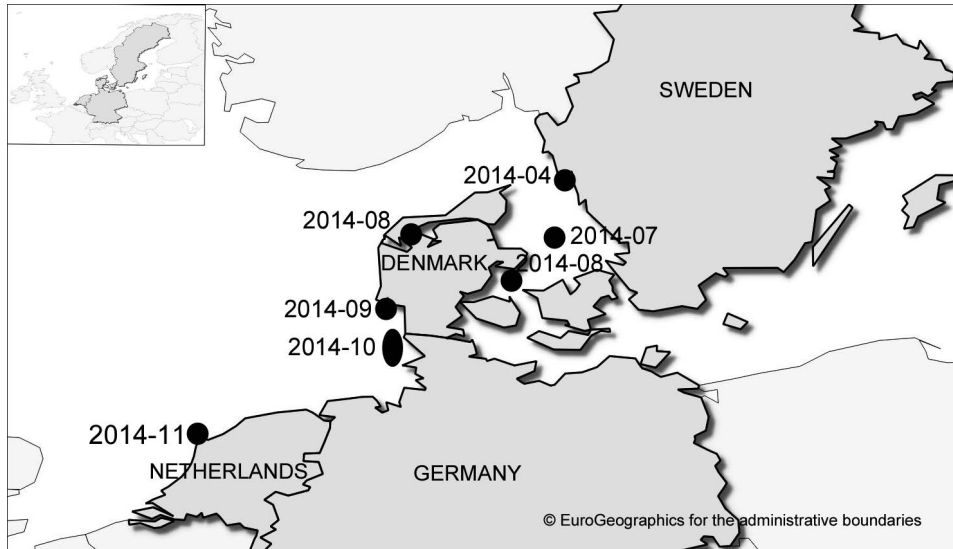 SWEDEN
2014-04
2014-08
2014-07
DENMARK
2014-08
2014-09
2014-10
2014-11
NETHERLANDS
GERMANY
© EuroGeographics for the administrative boundaries